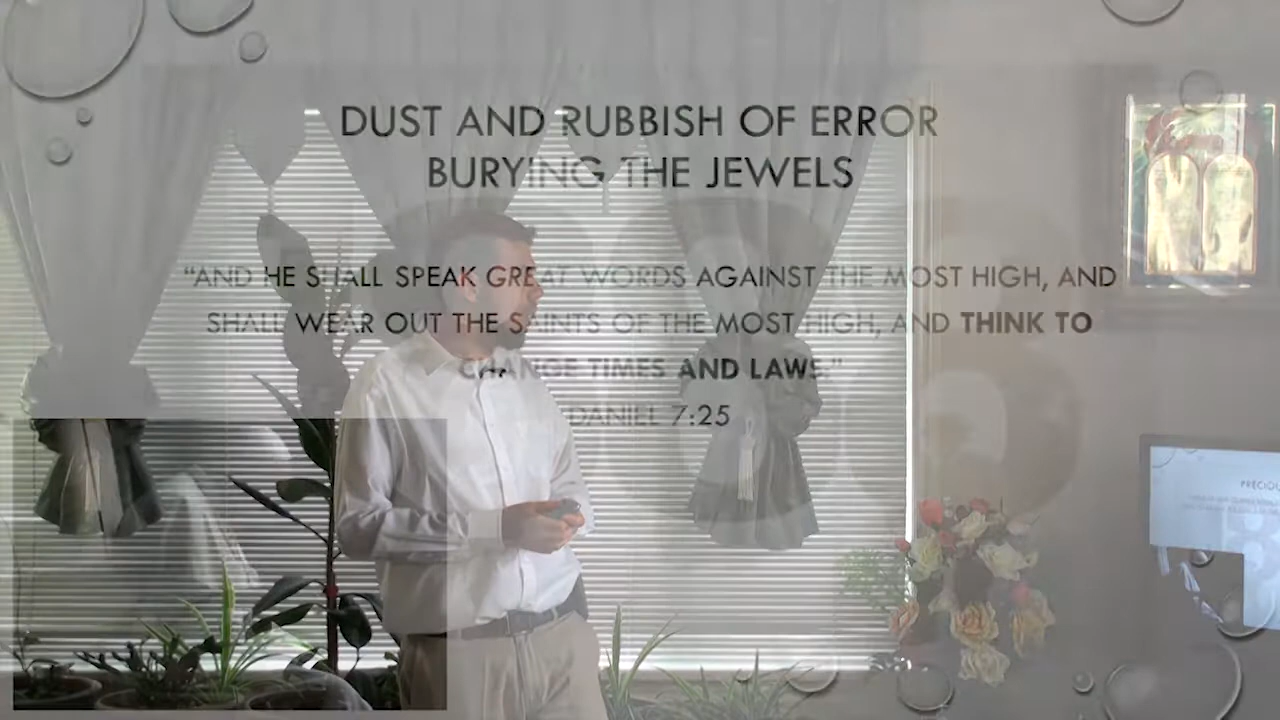 DUST AND RUBBISH OF ERROR
BURYING THE JEWELS
“AND HE SHALL SPEAK GREAT WORDS AGAINST THE MOST HIGH, AND
SHALL WEAR OUT THE SAINTS OF THE MOST HIGH, AND THINK TO
CHANGE TIMES AND LAWS.”
DANIEL 7:25
PRECIOU